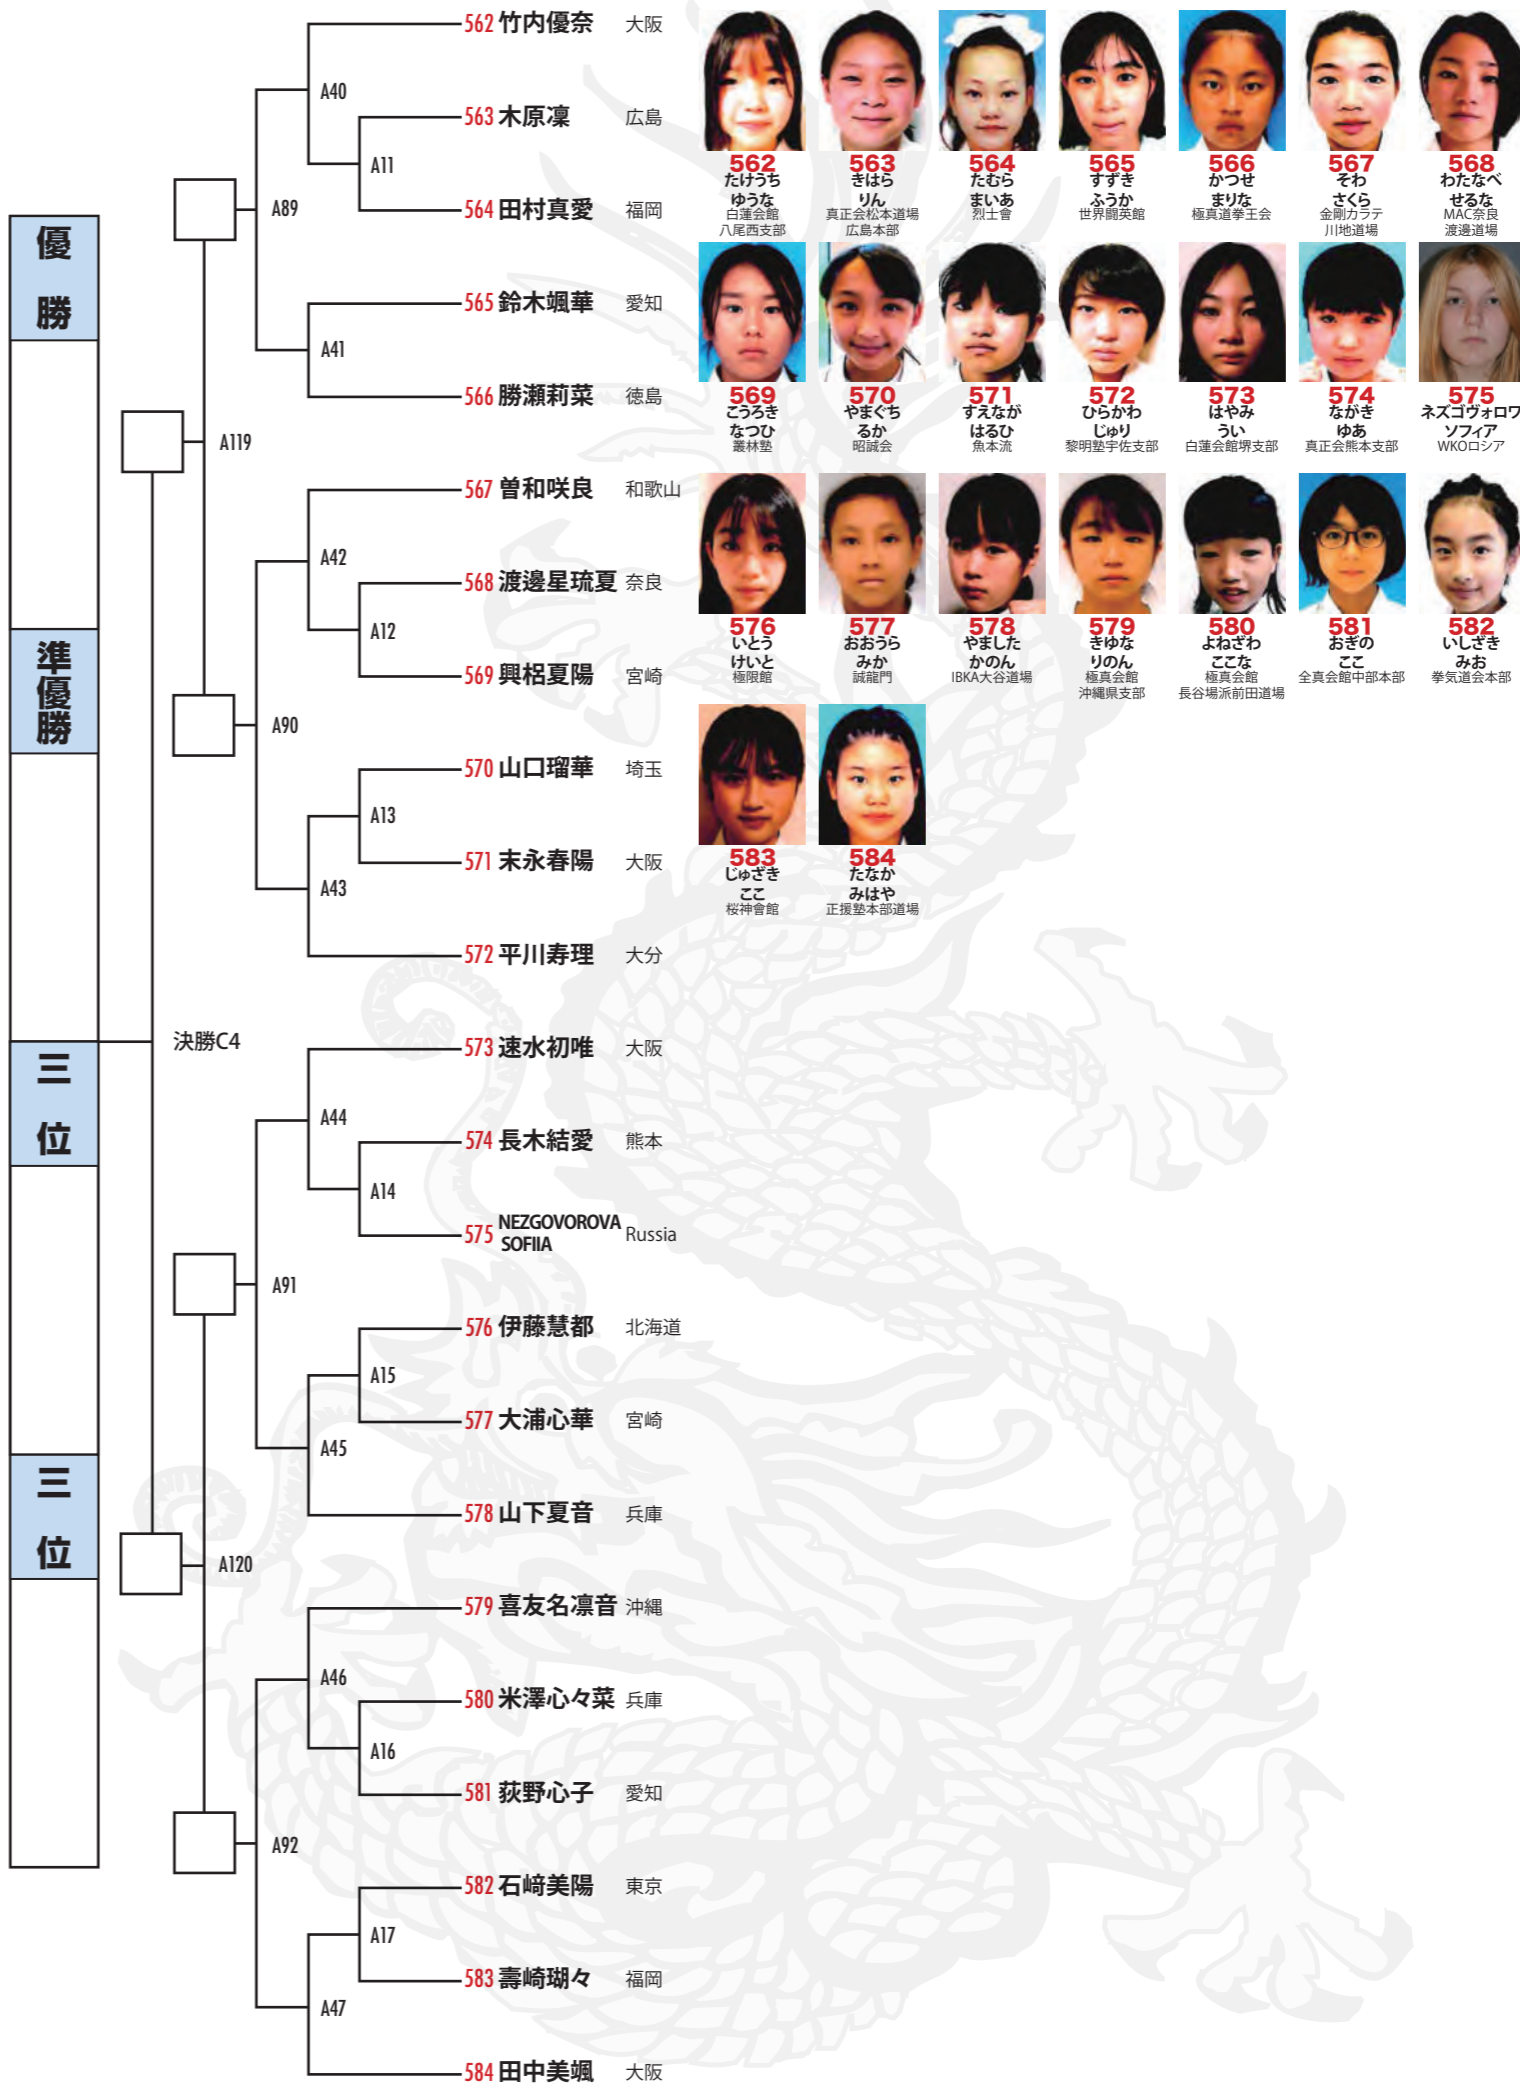 優勝
準優勝
三位
三位
決勝C4
A119
A120
A89
A90
A91
A92
A40
A11
A41
A42
A12
A13
A43
A44
A14
A15
A45
A46
A16
A17
A47
562 竹内優奈 大阪
563 木原凜 広島
564 田村真愛 福岡
565 鈴木颯華 愛知
566 勝瀬莉菜 徳島
567 曽和咲良 和歌山
568 渡邉星琉夏 奈良
569 興梠夏陽 宮崎
570 山口瑠華 埼玉
571 末永春陽 大阪
572 平川寿理 大分
573 速水初唯 大阪
574 長木結愛 熊本
575 NEZGOVOROVA
SOFIIA Russia
576 伊藤慧都 北海道
577 大浦心華 宮崎
578 山下夏音 兵庫
579 喜友名凛音 沖縄
580 米澤心々菜 兵庫
581 荻野心子 愛知
582 石﨑美陽 東京
583 壽崎瑚々 福岡
584 田中美颯 大阪
562
たけうち
ゆうな
白蓮会館
八尾西支部
563
きはら
りん
真正会松本道場
広島本部
564
たむら
まいあ
烈士會
565
すずき
ふうか
世界闘英館
566
かつせ
まりな
極真道拳王会
567
そわ
さくら
金剛カラテ
川地道場
568
わたなべ
せるな
MAC奈良
渡邊道場
569
こうろき
なつひ
叢林塾
570
やまぐち
るか
昭誠会
571
すえなが
はるひ
魚本流
572
ひらかわ
じゅり
黎明塾宇佐支部
573
はやみ
うい
白蓮会館堺支部
574
ながき
ゆあ
真正会熊本支部
575
ネズゴヴォロワ
ソフィア
WKOロシア
576
いとう
けいと
極限館
577
おおうら
みか
誠龍門
578
やました
かのん
IBKA大谷道場
579
きゆな
りのん
極真会館
沖縄県支部
580
よねざわ
ここな
極真会館
長谷場派前田道場
581
おぎの
ここ
全真会館中部本部
582
いしざき
みお
拳気道会本部
583
じゅざき
ここ
桜神會館
584
たなか
みはや
正援塾本部道場